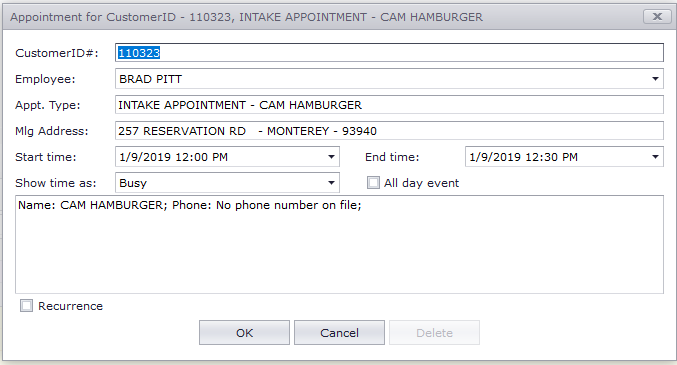 Appointment for CustomerID - 110323, INTAKE APPOINTMENT - CAM HAMBURGER
CustomerID#: 110323
Employee: BRAD PITT
Appt. Type: INTAKE APPOINTMENT - CAM HAMBURGER
Mlg Address: 257 RESERVATION RD   - MONTEREY - 93940
Start time: 1/9/2019 12:00 PM End time: 1/9/2019 12:30 PM
Show time as: Busy All day event
Name: CAM HAMBURGER; Phone: No phone number on file;
Recurrence
OK Cancel Delete